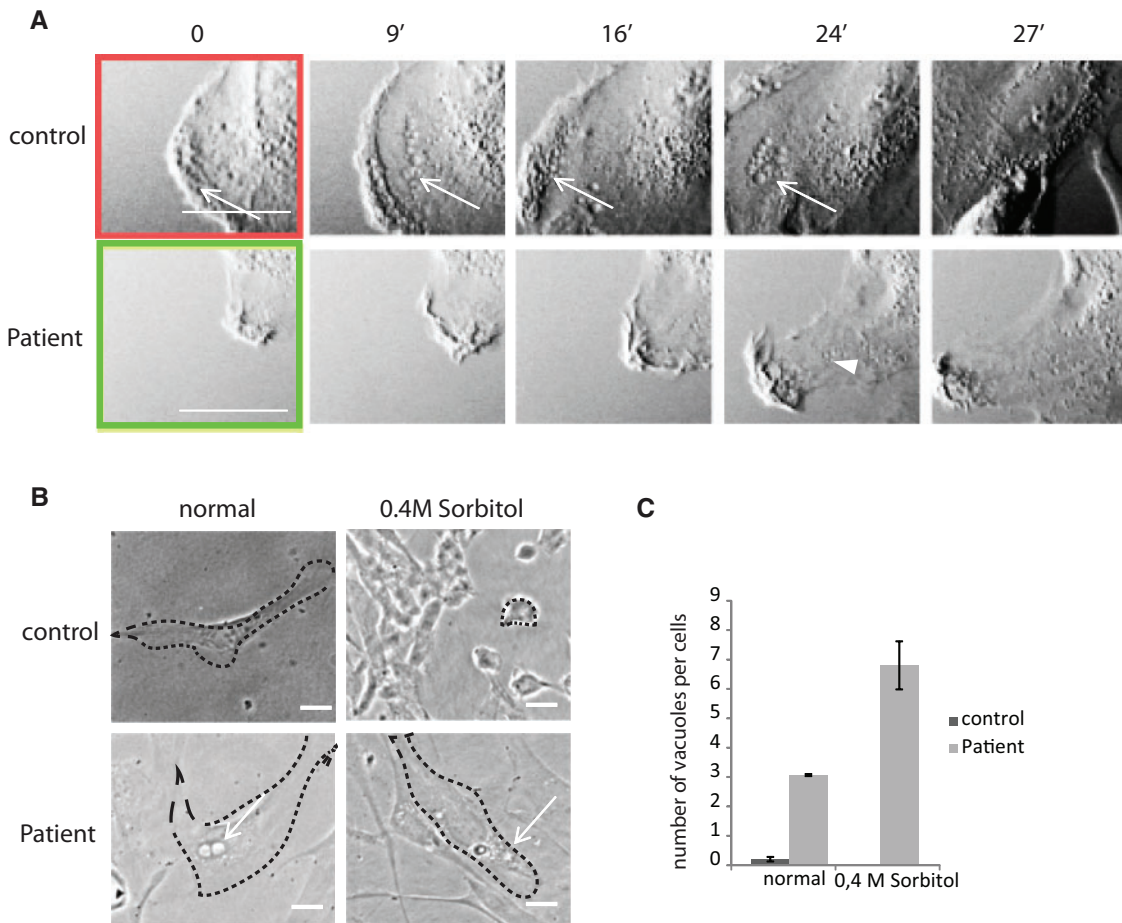 A
0 9′ 16′ 24′ 27′
control
Patient
B
normal 0.4M Sorbitol
control
Patient
C
number of vacuoles per cells
9
8
7
6
5
4
3
2
1
0
normal 0,4 M Sorbitol
control
Patient